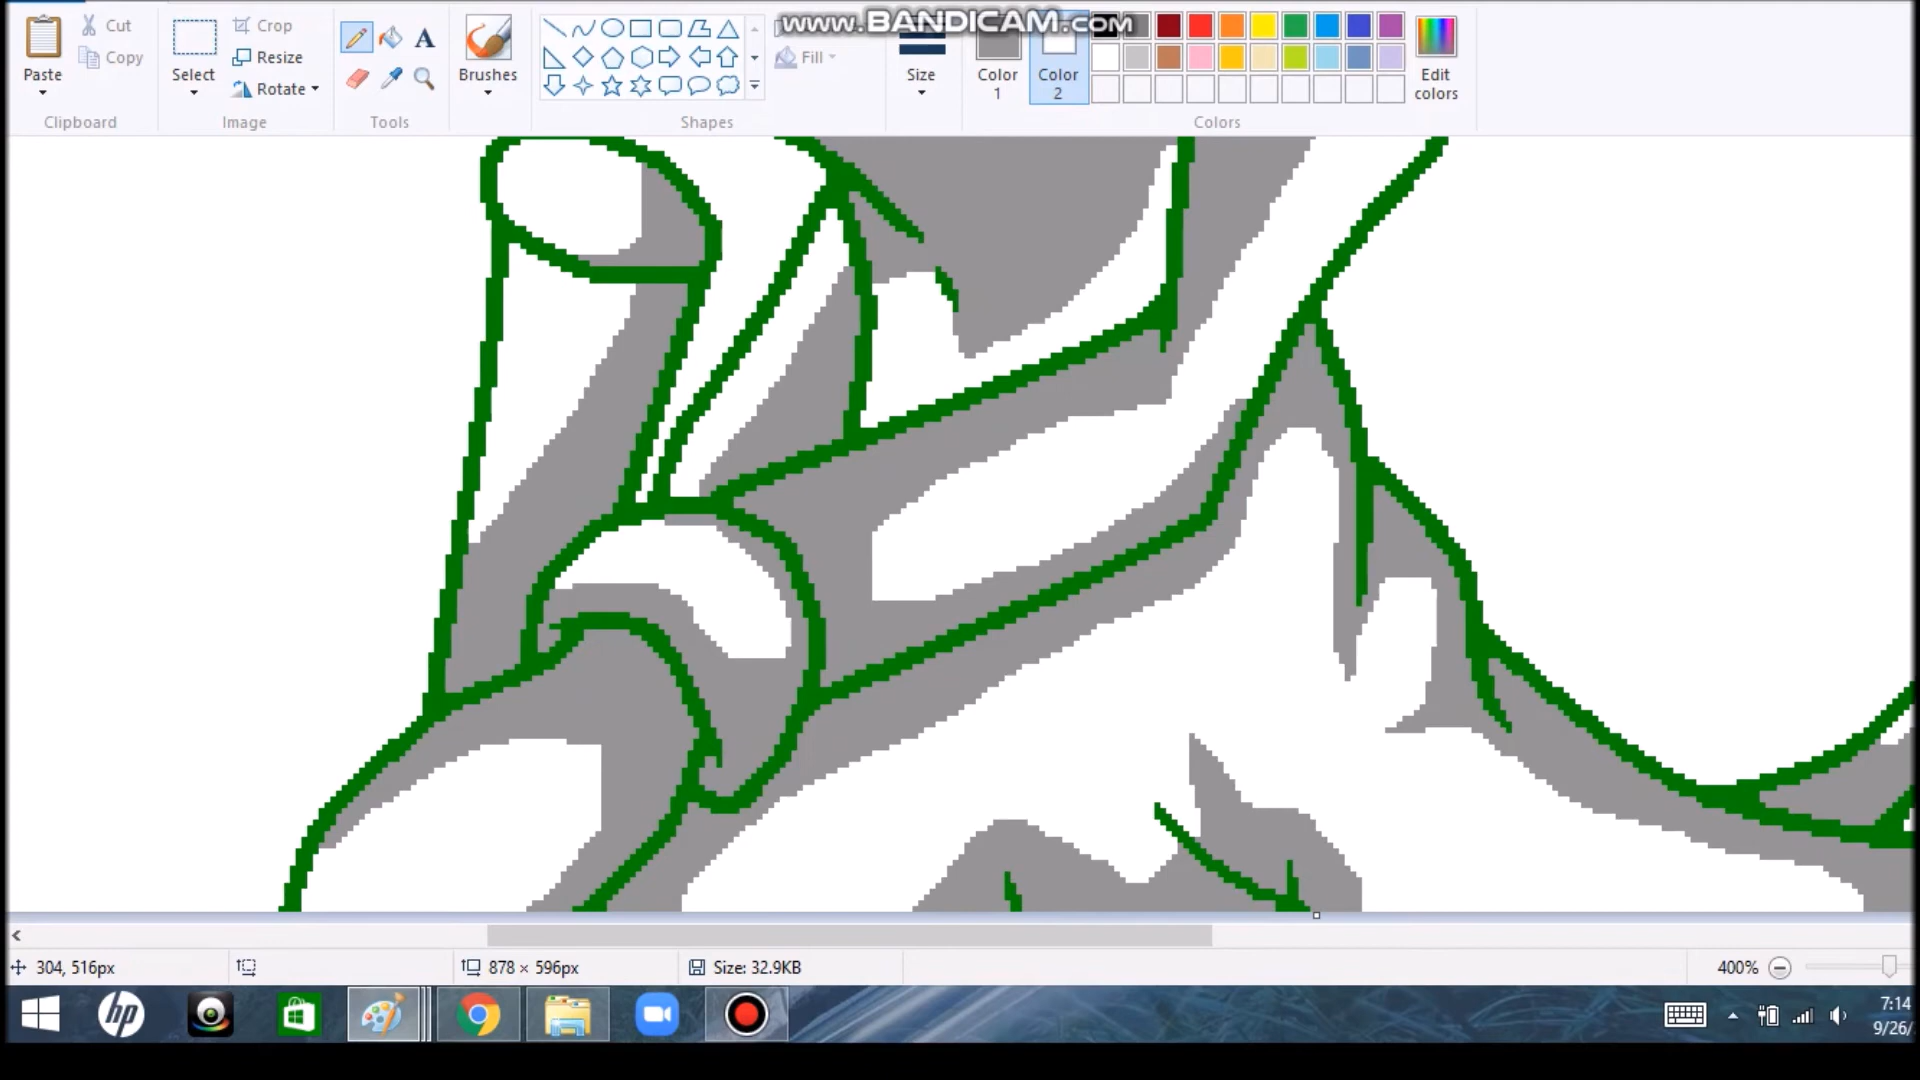 www.BANDICAM.com
Paste
Cut
Copy
Clipboard
Select
Crop
Resize
Rotate
Image
A
Tools
Brushes
Shapes
Fill
Size
Color
1
Color
2
Edit
colors
Colors
304, 516px
878 × 596px
Size: 32.9KB
400%
hp
7:14
9/26/